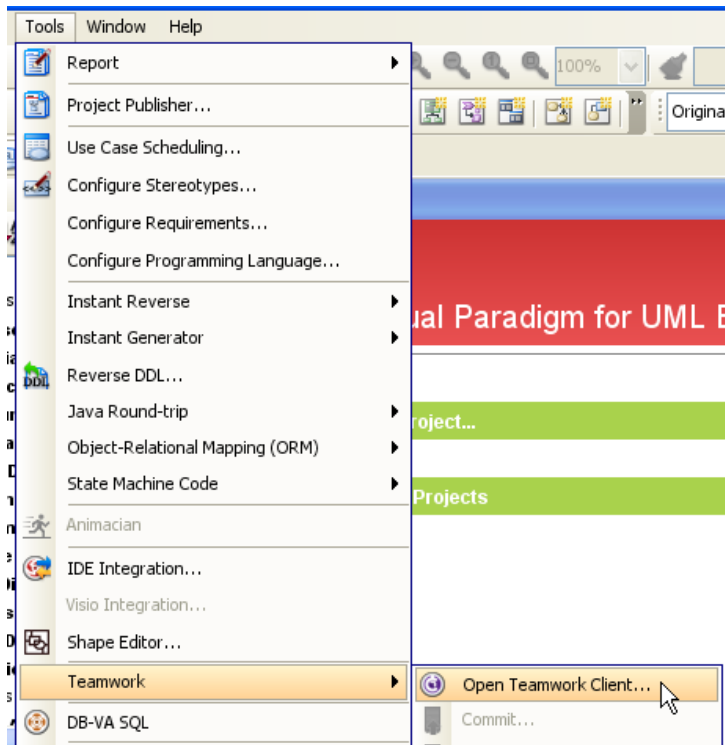 Tools Window Help
Report
100%
Project Publisher...
Origina
Use Case Scheduling...
Configure Stereotypes...
Configure Requirements...
Configure Programming Language...
Instant Reverse
ual Paradigm for UML E
Instant Generator
Reverse DDL...
DDL
Java Round-trip
roject...
Object-Relational Mapping (ORM)
State Machine Code
Projects
Animacian
IDE Integration...
Visio Integration...
Shape Editor...
Teamwork
Open Teamwork Client...
DB-VA SQL
Commit...